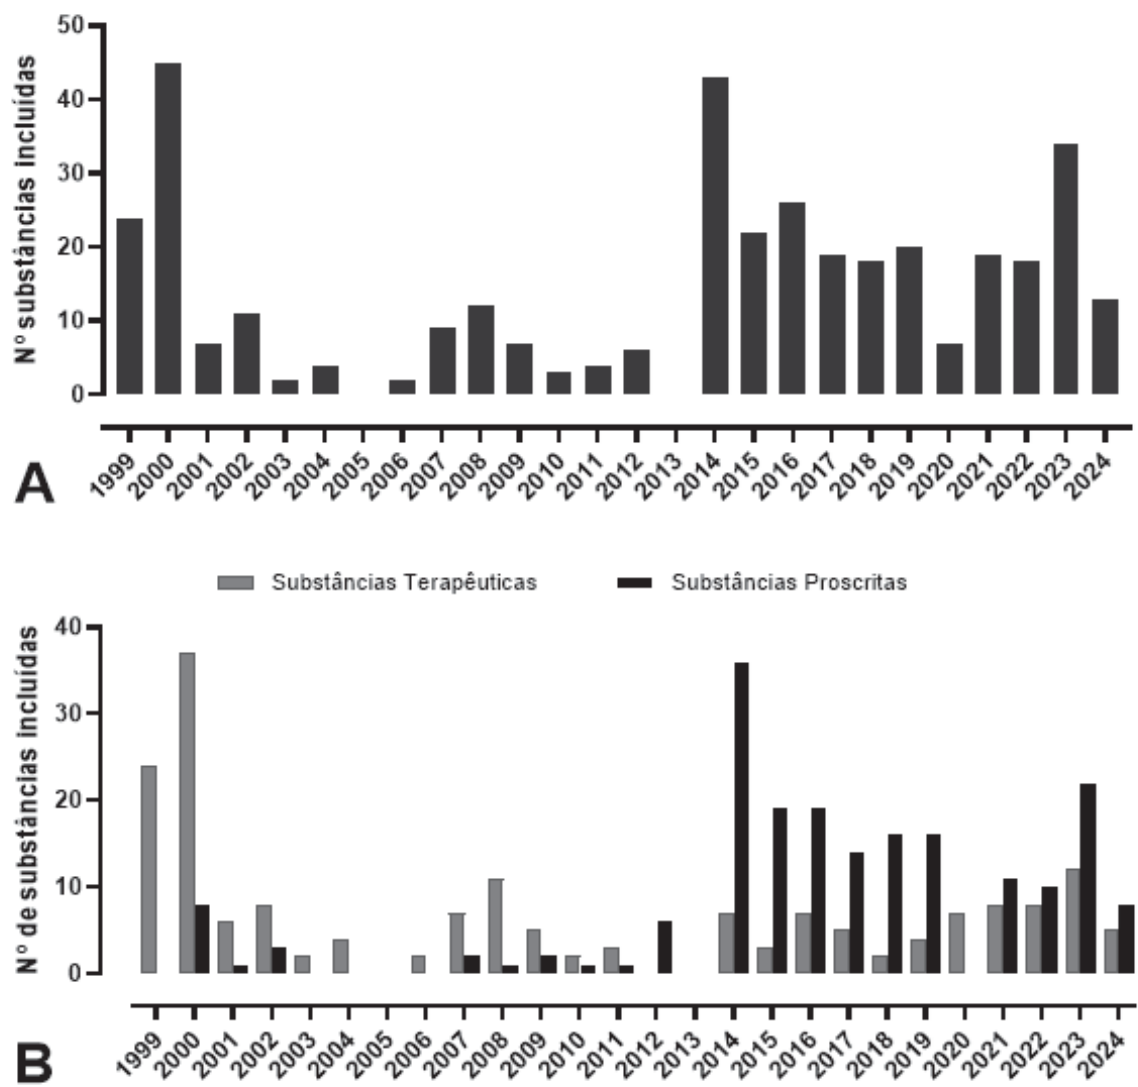 Nº substâncias incluídas
50
40
30
20
10
0
1999 2000 2001 2002 2003 2004 2005 2006 2007 2008 2009 2010 2011 2012 2013 2014 2015 2016 2017 2018 2019 2020 2021 2022 2023 2024
A
Substâncias Terapêuticas Substâncias Proscritas
Nº de substâncias incluídas
40
30
20
10
0
1999 2000 2001 2002 2003 2004 2005 2006 2007 2008 2009 2010 2011 2012 2013 2014 2015 2016 2017 2018 2019 2020 2021 2022 2023 2024
B